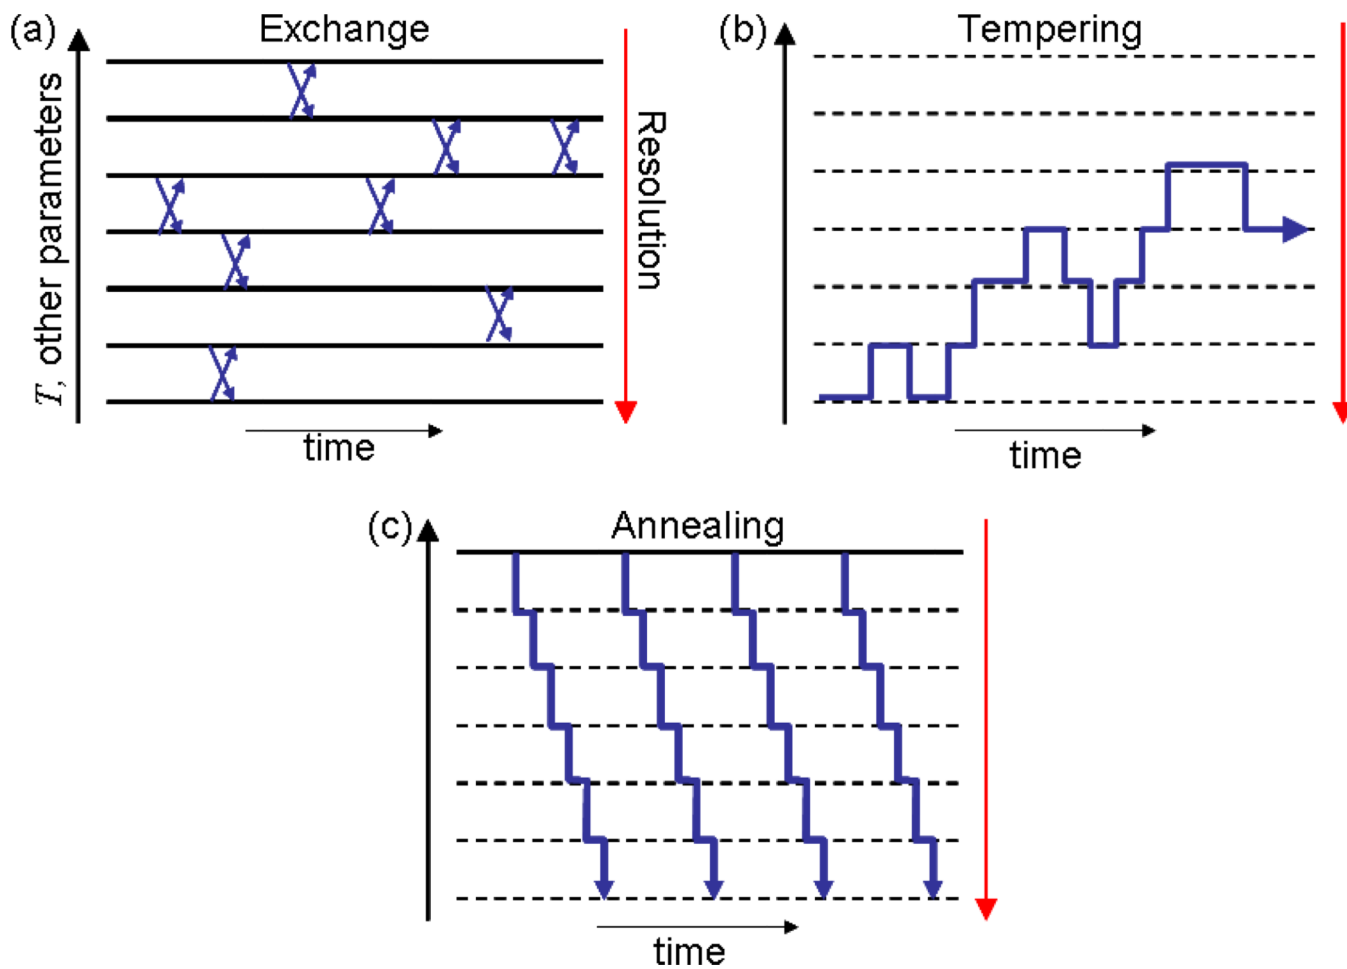 (a)
Exchange
T, other parameters
Resolution
time
(b)
Tempering
time
(c)
Annealing
time